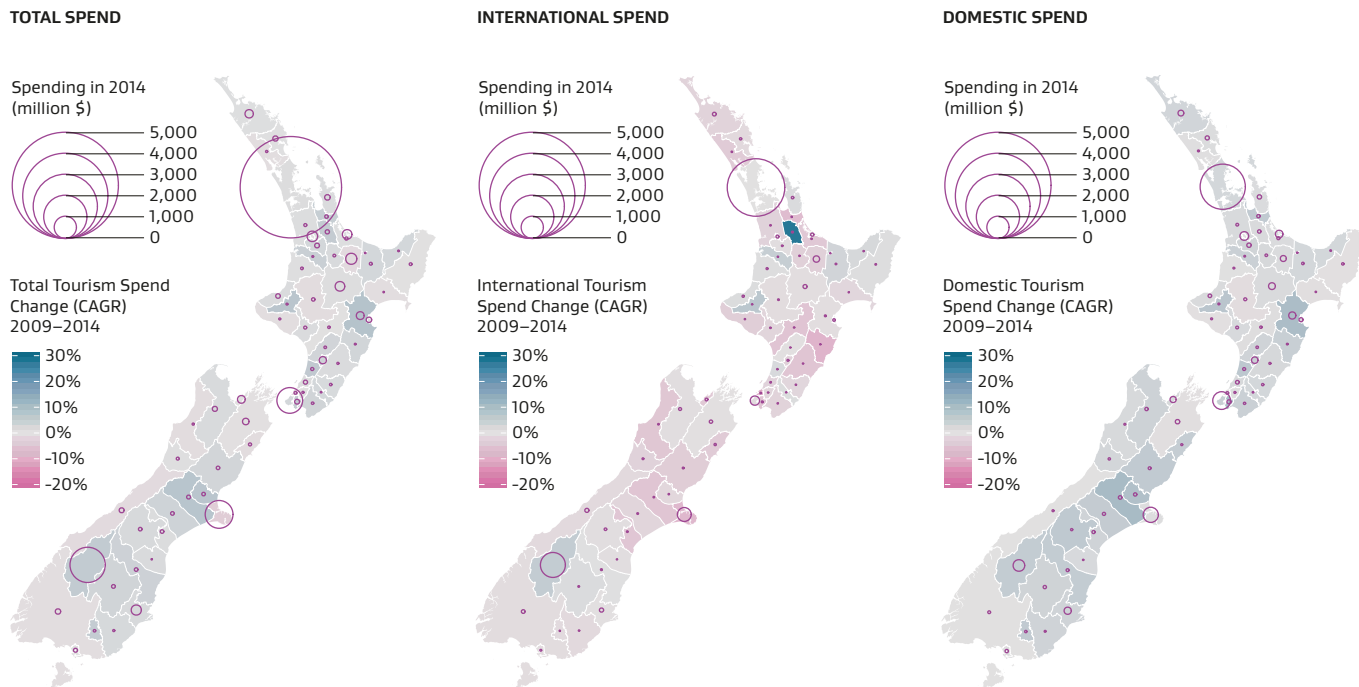 TOTAL SPEND
Spending in 2014
(million $)
5,000
4,000
3,000
2,000
1,000
0
Total Tourism Spend
Change (CAGR)
2009–2014
30%
20%
10%
0%
-10%
-20%
INTERNATIONAL SPEND
Spending in 2014
(million $)
5,000
4,000
3,000
2,000
1,000
0
International Tourism
Spend Change (CAGR)
2009–2014
30%
20%
10%
0%
-10%
-20%
DOMESTIC SPEND
Spending in 2014
(million $)
5,000
4,000
3,000
2,000
1,000
0
Domestic Tourism
Spend Change (CAGR)
2009–2014
30%
20%
10%
0%
-10%
-20%